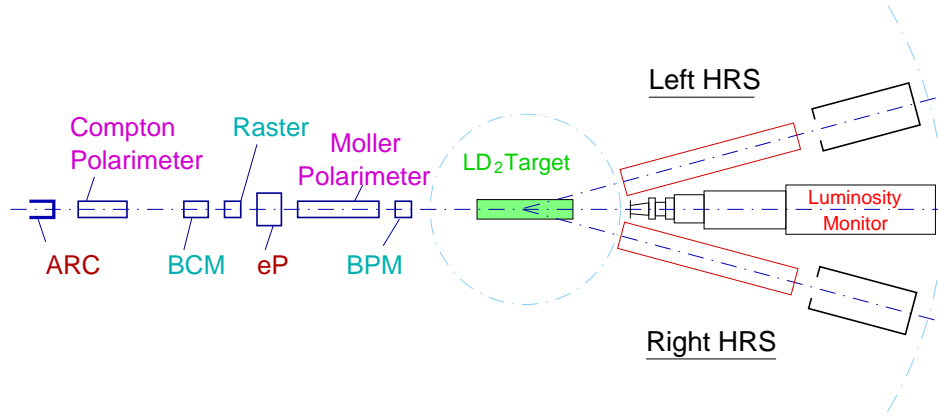 Left HRS
Compton
Polarimeter
Raster
Moller
Polarimeter
LD₂Target
Luminosity
Monitor
ARC
BCM
eP
BPM
Right HRS